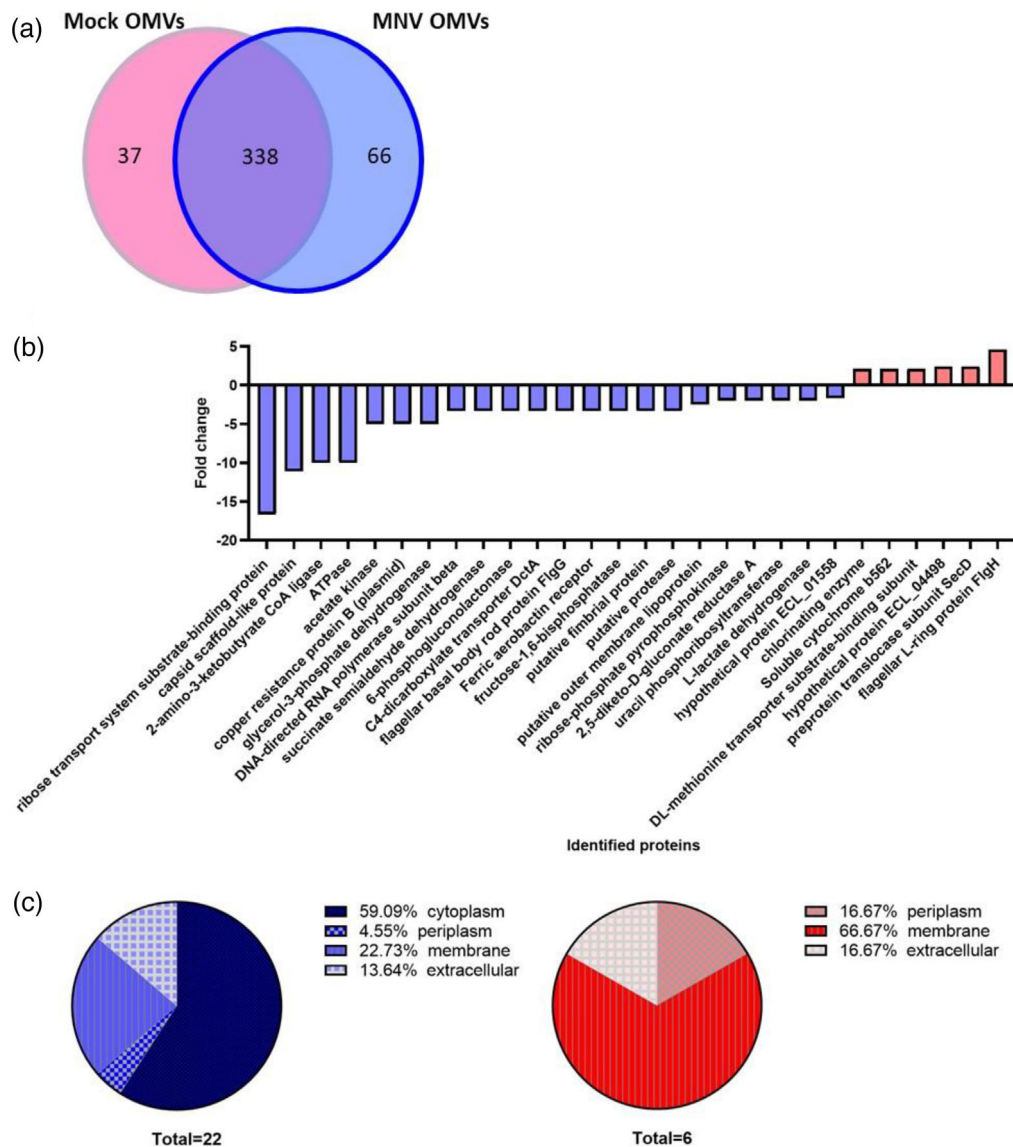 (a)
Mock OMVs
MNV OMVs
37
338
66
(b)
5
0
-5
-10
-15
-20
Fold change
ribose transport system substrate-binding protein
capsid scaffold-like protein
2-amino-3-ketobutyrate CoA ligase
ATPase
acetate kinase
copper resistance protein B (plasmid)
glycerol-3-phosphate dehydrogenase
DNA-directed RNA polymerase subunit beta
succinate semialdehyde dehydrogenase
6-phosphogluconolactonase
C4-dicarboxylate transporter DctA
flagellar basal body rod protein FlgG
Ferric aerobactin receptor
fructose-1,6-bisphosphatase
putative fimbrial protein
putative protease
putative outer membrane lipoprotein
ribose-phosphate pyrophosphokinase
2,5-diketo-D-gluconate reductase A
uracil phosphoribosyltransferase
L-lactate dehydrogenase
hypothetical protein ECL_01558
chlorinating enzyme
Soluble cytochrome b562
DL-methionine transporter substrate-binding subunit
hypothetical protein ECL_04498
preprotein translocase subunit SecD
flagellar L-ring protein FlgH
Identified proteins
(c)
59.09% cytoplasm
4.55% periplasm
22.73% membrane
13.64% extracellular
Total=22
16.67% periplasm
66.67% membrane
16.67% extracellular
Total=6